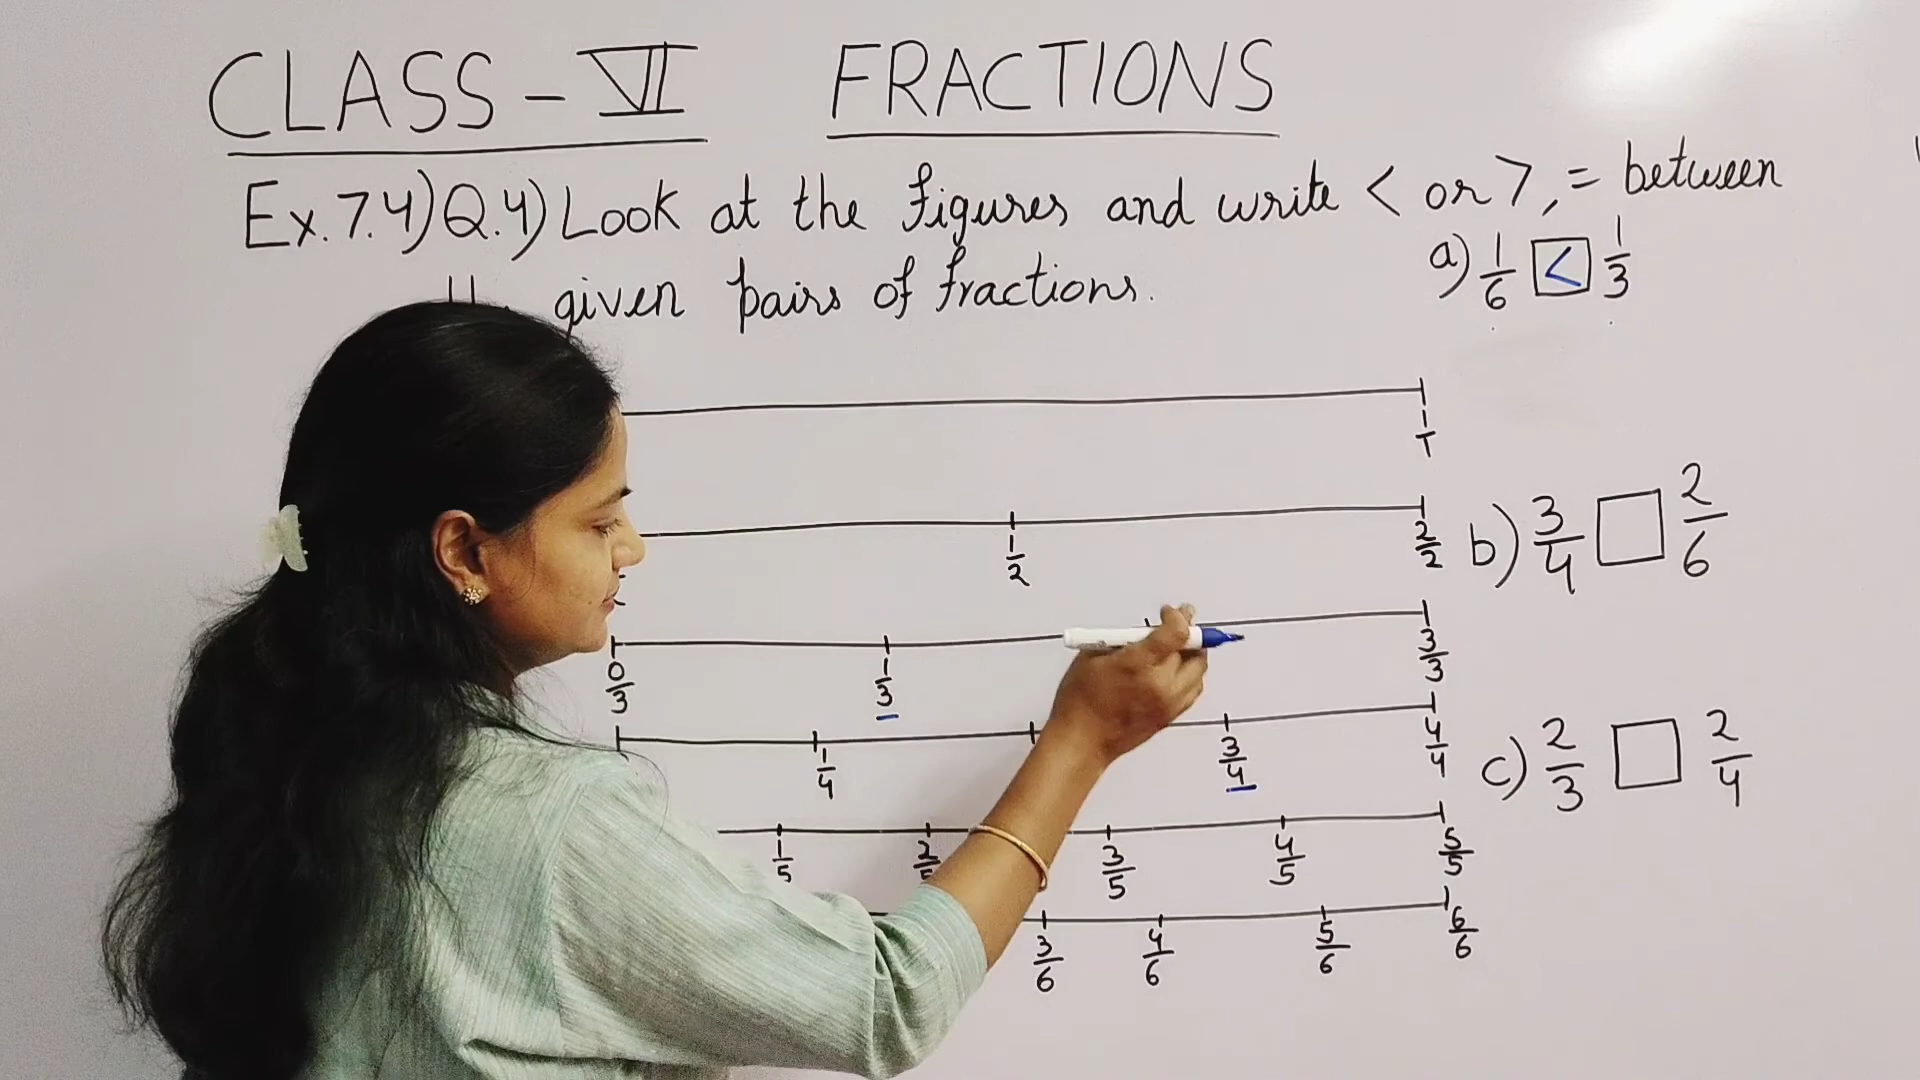 CLASS - VI FRACTIONS
Ex. 7.4) Q.4) Look at the figures and write < or >, = between
given pairs of fractions.
a) 1/6 < 1/3
1/1
1/2 2/2
b) 3/4 □ 2/6
0/3 1/3 3/3
1/4 3/4 4/4
c) 2/3 □ 2/4
1/5 2/5 3/5 4/5 5/5
3/6 4/6 5/6 6/6